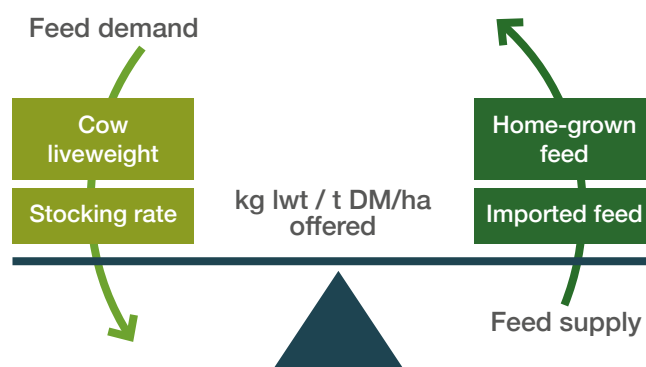 Feed demand
Cow
liveweight
Stocking rate
kg lwt / t DM/ha
offered
Home-grown
feed
Imported feed
Feed supply